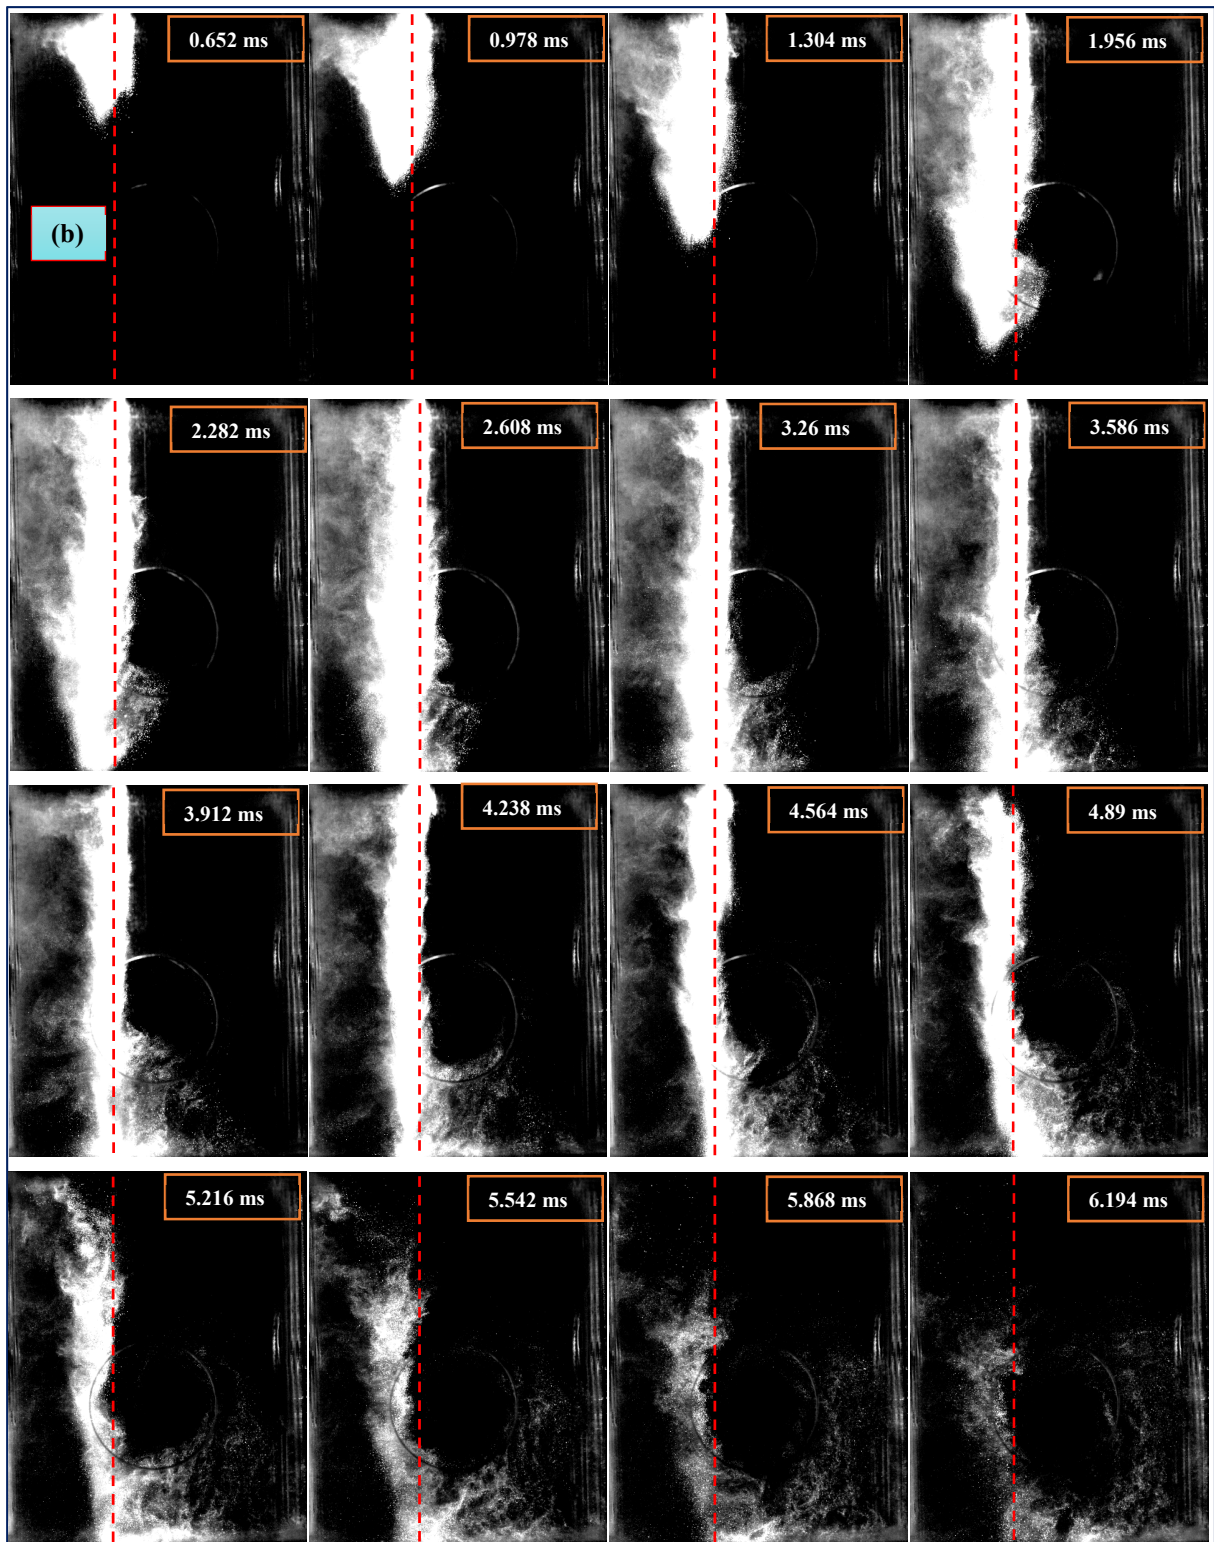 0.652 ms
0.978 ms
1.304 ms
1.956 ms
(b)
2.282 ms
2.608 ms
3.26 ms
3.586 ms
3.912 ms
4.238 ms
4.564 ms
4.89 ms
5.216 ms
5.542 ms
5.868 ms
6.194 ms